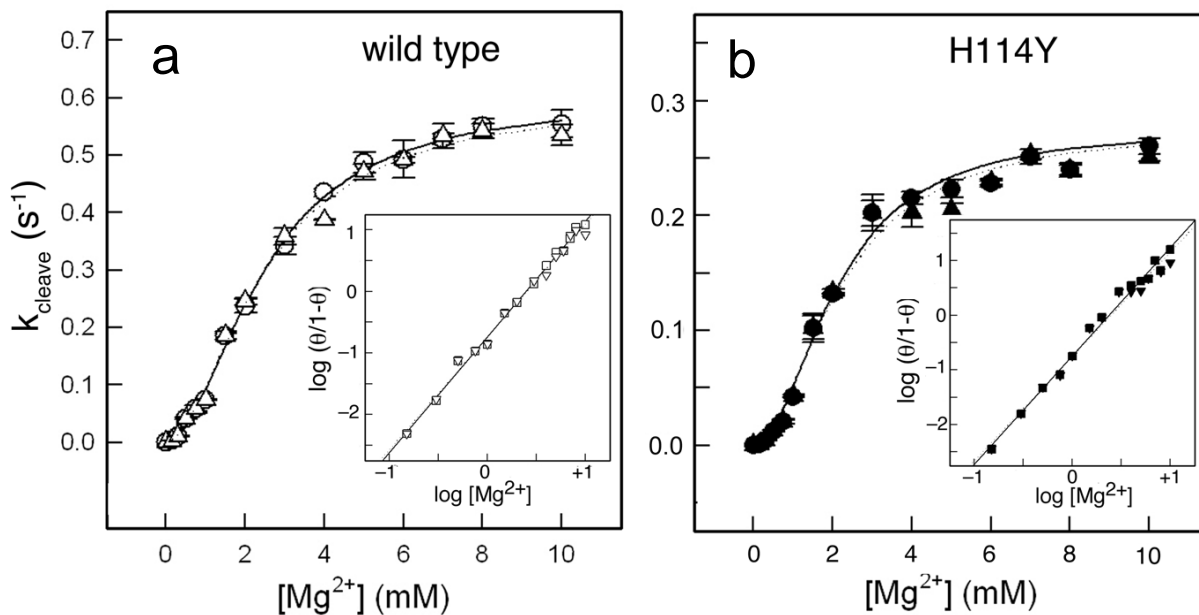 a
wild type
k_cleave (s⁻¹)
0.7
0.6
0.5
0.4
0.3
0.2
0.1
0.0
0 2 4 6 8 10
[Mg²⁺] (mM)
log (θ/1-θ)
+1
0
−1
−2
−1 0 +1
log [Mg²⁺]
b
H114Y
0.3
0.2
0.1
0.0
0 2 4 6 8 10
[Mg²⁺] (mM)
log (θ/1-θ)
+1
0
−1
−2
−1 0 +1
log [Mg²⁺]